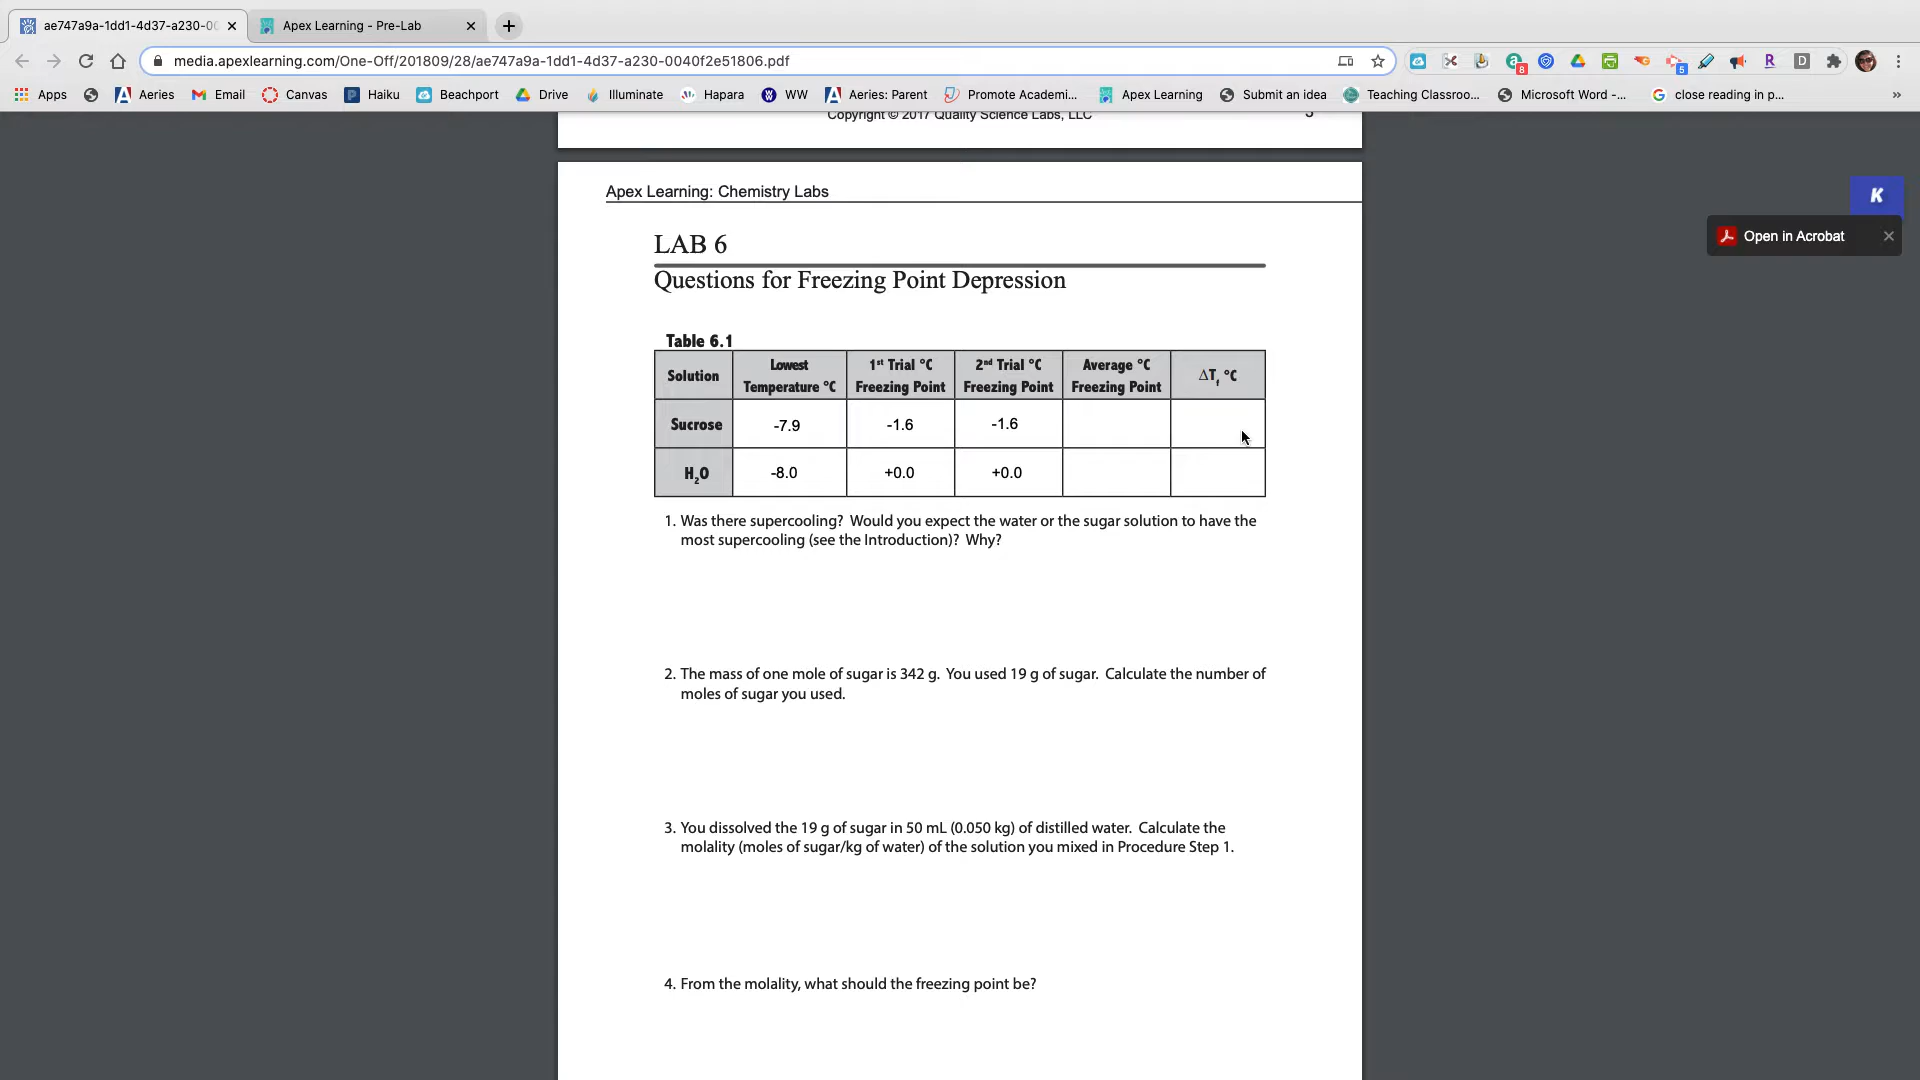 ae747a9a-1dd1-4d37-a230-00
Apex Learning - Pre-Lab
media.apexlearning.com/One-Off/201809/28/ae747a9a-1dd1-4d37-a230-0040f2e51806.pdf
8
5
R
D
Apps
Aeries
Email
Canvas
Haiku
Beachport
Drive
Illuminate
Hapara
WW
Aeries: Parent
Promote Academi...
Apex Learning
Submit an idea
Teaching Classroo...
Microsoft Word -...
close reading in p...
»
Copyright © 2017 Quality Science Labs, LLC
K
Open in Acrobat
Apex Learning: Chemistry Labs
LAB 6
Questions for Freezing Point Depression
Table 6.1
Solution | Lowest Temperature °C | 1st Trial °C Freezing Point | 2nd Trial °C Freezing Point | Average °C Freezing Point | ΔTf °C
Sucrose | -7.9 | -1.6 | -1.6
H₂O | -8.0 | +0.0 | +0.0
1. Was there supercooling? Would you expect the water or the sugar solution to have the
most supercooling (see the Introduction)? Why?
2. The mass of one mole of sugar is 342 g. You used 19 g of sugar. Calculate the number of
moles of sugar you used.
3. You dissolved the 19 g of sugar in 50 mL (0.050 kg) of distilled water. Calculate the
molality (moles of sugar/kg of water) of the solution you mixed in Procedure Step 1.
4. From the molality, what should the freezing point be?